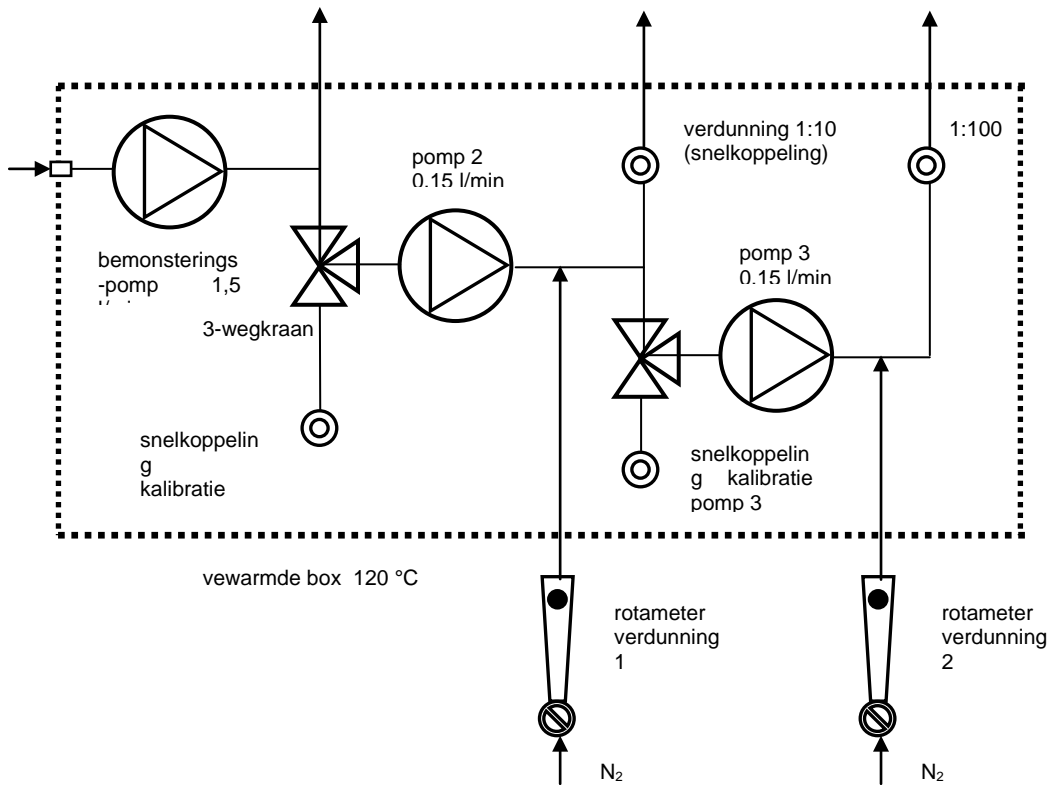 verdunning 1:10
(snelkoppeling)
1:100
pomp 2
0.15 l/min
bemonsterings
-pomp 1,5
pomp 3
0.15 l/min
3-wegkraan
snelkoppelin
g
kalibratie
snelkoppelin
g kalibratie
pomp 3
vewarmde box 120 °C
rotameter
verdunning
1
rotameter
verdunning
2
N₂
N₂